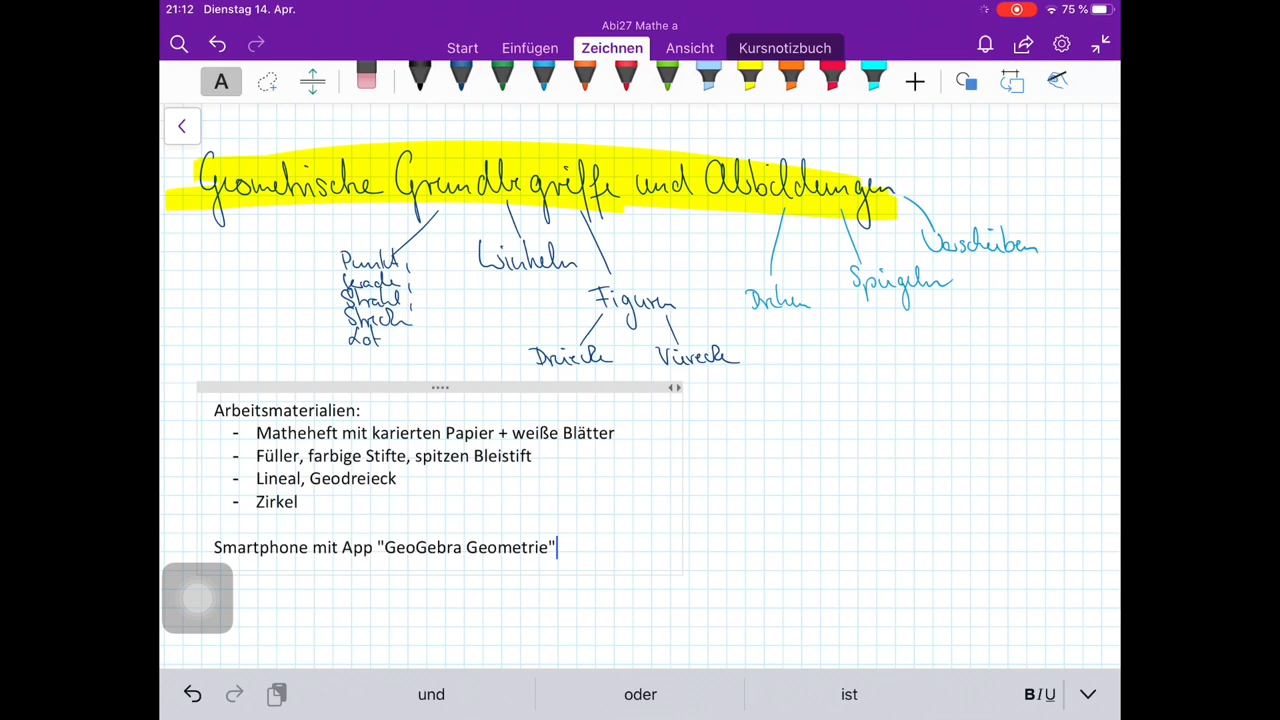 21:12 Dienstag 14. Apr.
75 %
Abi27 Mathe a
Start Einfügen Zeichnen Ansicht Kursnotizbuch
A
Geometrische Grundbegriffe und Abbildungen
Verschieben
Punkt, Winkeln Spiegeln
Gerade,
Strahl, Figuren Drehen
Strecke,
Lot
Dreiecke Vierecke
Arbeitsmaterialien:
- Matheheft mit karierten Papier + weiße Blätter
- Füller, farbige Stifte, spitzen Bleistift
- Lineal, Geodreieck
- Zirkel
Smartphone mit App "GeoGebra Geometrie"
und oder ist BIU